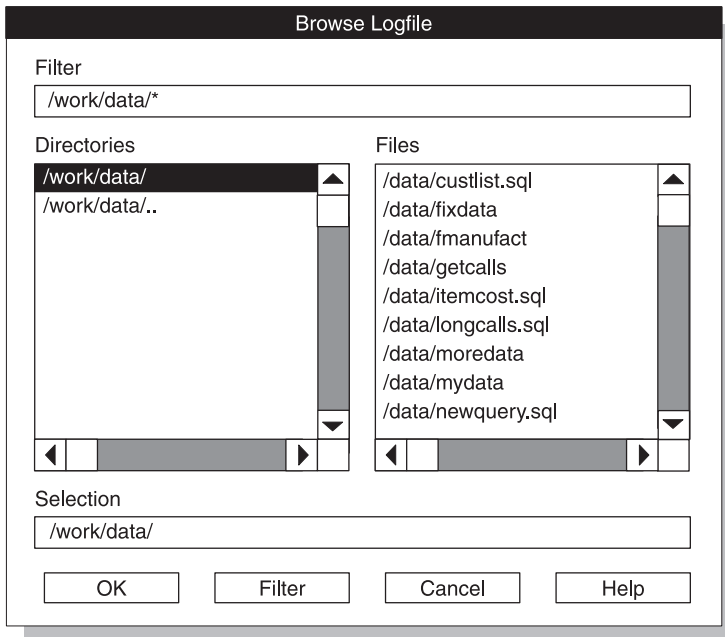 Browse Logfile
Filter
/work/data/*
Directories
/work/data/
/work/data/..
Files
/data/custlist.sql
/data/fixdata
/data/fmanufact
/data/getcalls
/data/itemcost.sql
/data/longcalls.sql
/data/moredata
/data/mydata
/data/newquery.sql
Selection
/work/data/
OK Filter Cancel Help